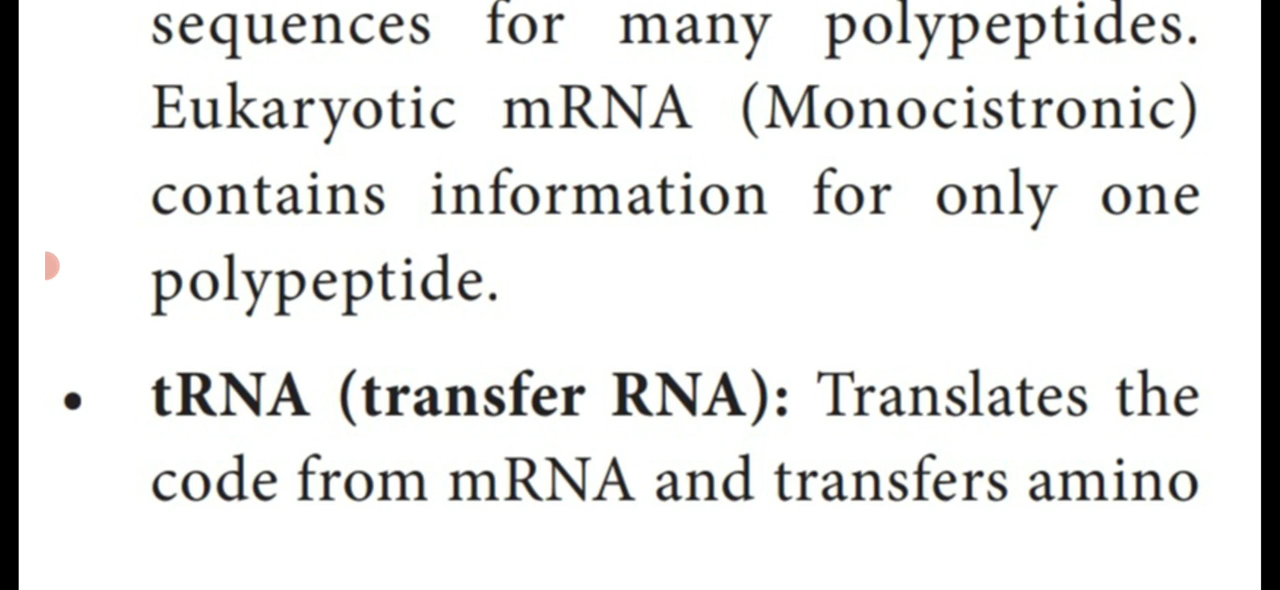 sequences for many polypeptides.
Eukaryotic mRNA (Monocistronic)
contains information for only one
polypeptide.
• tRNA (transfer RNA): Translates the
code from mRNA and transfers amino